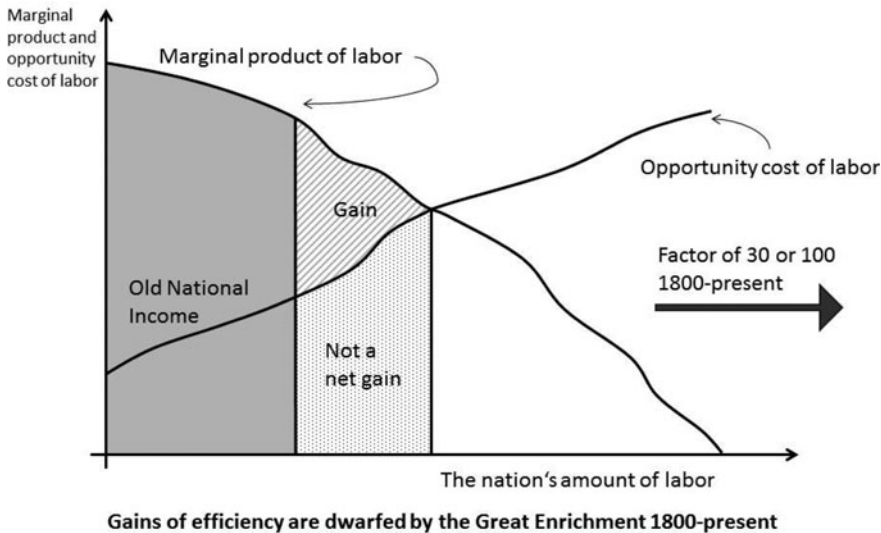 Marginal
product and
opportunity
cost of labor
Marginal product of labor
Opportunity cost of labor
Gain
Factor of 30 or 100
1800-present
Old National
Income
Not a
net gain
The nation‘s amount of labor
Gains of efficiency are dwarfed by the Great Enrichment 1800-present